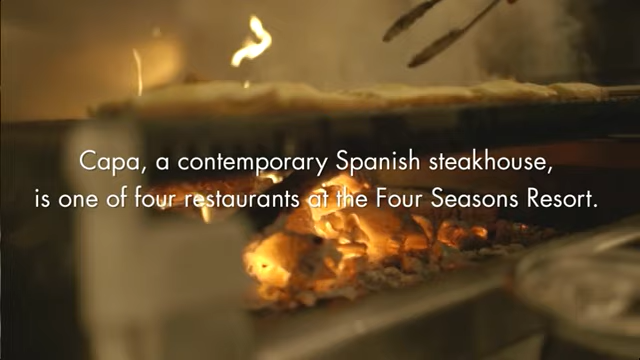 Capa, a contemporary Spanish steakhouse,
is one of four restaurants at the Four Seasons Resort.